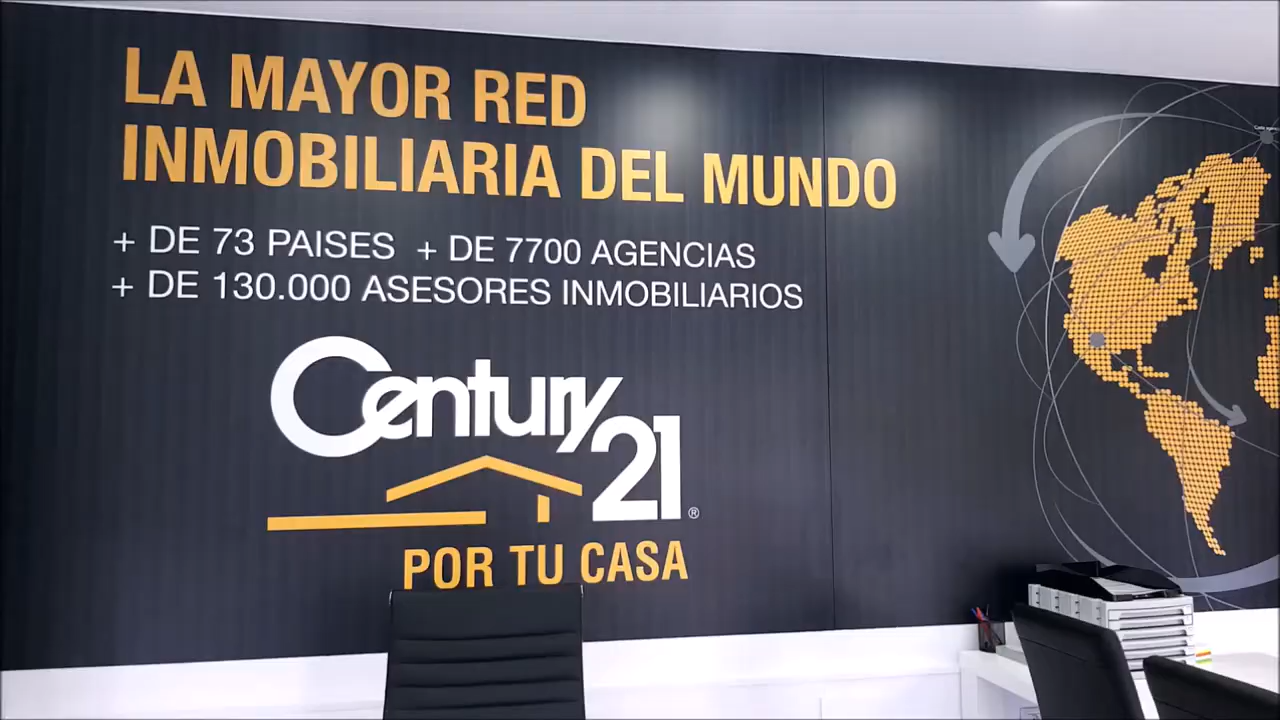 LA MAYOR RED
INMOBILIARIA DEL MUNDO
+ DE 73 PAISES + DE 7700 AGENCIAS
+ DE 130.000 ASESORES INMOBILIARIOS
Century 21®
POR TU CASA